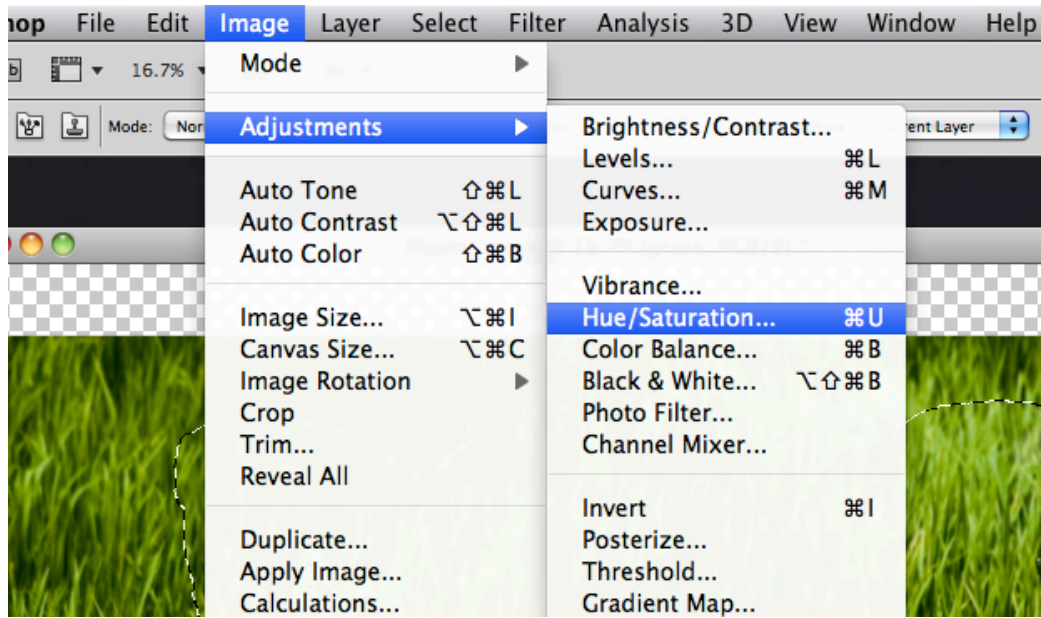 hop File Edit Image Layer Select Filter Analysis 3D View Window Help
b 16.7%
Mode: Nor
rent Layer
Mode
Adjustments
Auto Tone ⇧⌘L
Auto Contrast ⌥⇧⌘L
Auto Color ⇧⌘B
Image Size... ⌥⌘I
Canvas Size... ⌥⌘C
Image Rotation
Crop
Trim...
Reveal All
Duplicate...
Apply Image...
Calculations...
Brightness/Contrast...
Levels... ⌘L
Curves... ⌘M
Exposure...
Vibrance...
Hue/Saturation... ⌘U
Color Balance... ⌘B
Black & White... ⌥⇧⌘B
Photo Filter...
Channel Mixer...
Invert ⌘I
Posterize...
Threshold...
Gradient Map...